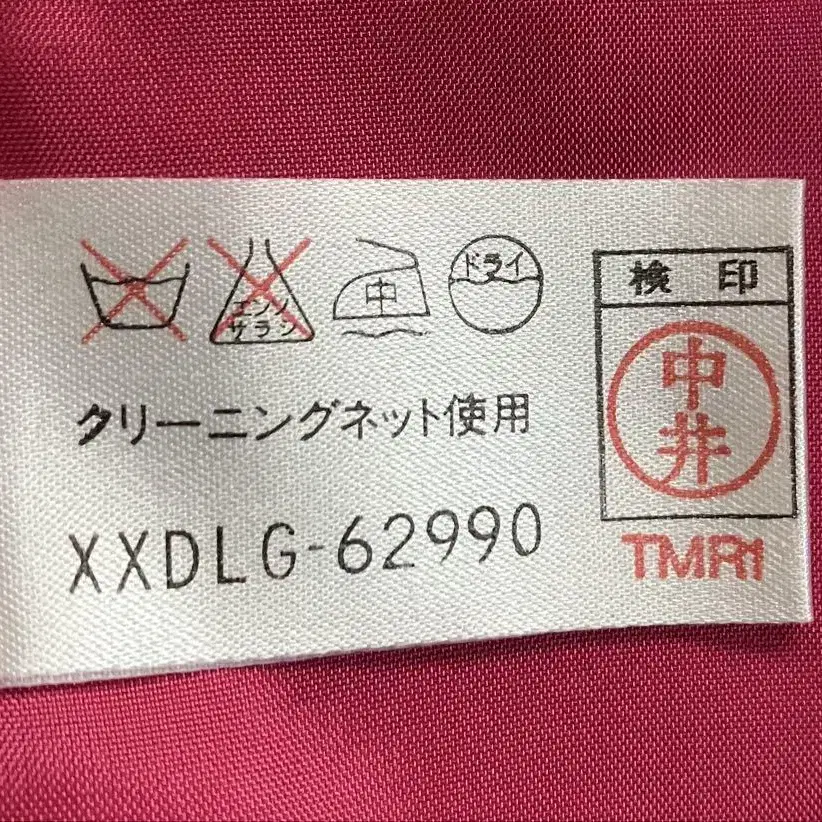 エンソ
サラシ
中
ドライ
クリーニングネット使用
XXDLG-62990
検印
中井
TMR1